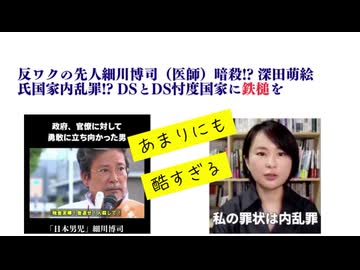 反ワクの先人細川博司（医師）暗殺!? 深田萌絵
氏国家内乱罪!? DSとDS忖度国家に鉄槌を
政府、官僚に対して
勇敢に立ち向かった男
「日本男児」細川博司
あまりにも
酷すぎる
私の罪状は内乱罪